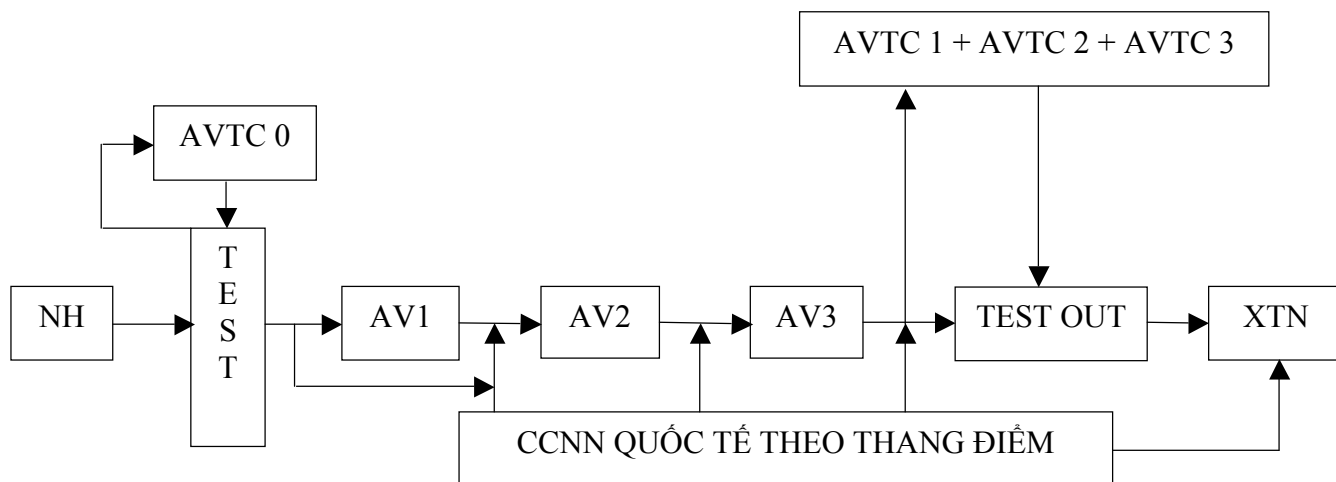 AVTC 1 + AVTC 2 + AVTC 3
AVTC 0
T
E
S
T
NH
AV1
AV2
AV3
TEST OUT
XTN
CCNN QUỐC TẾ THEO THANG ĐIỂM